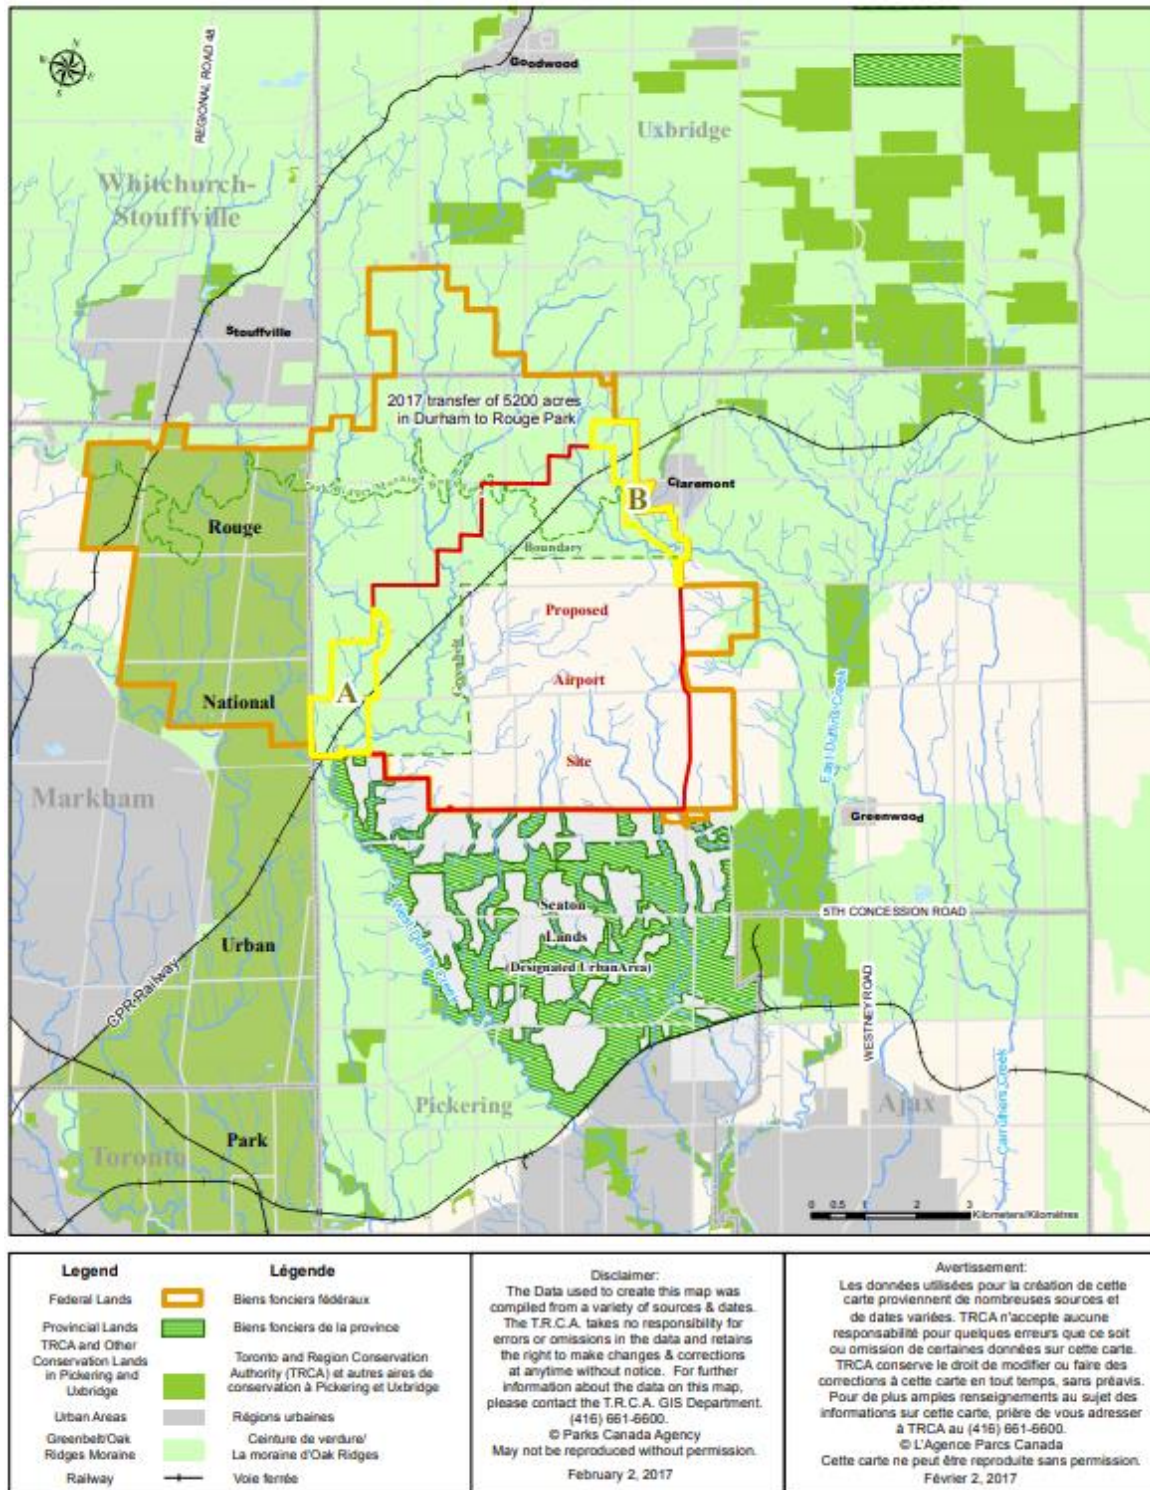 N
W
E
S
REGIONAL ROAD 48
Goodwood
Uxbridge
Whitchurch-
Stouffville
Stouffville
2017 transfer of 5200 acres
in Durham to Rouge Park
Claremont
B
Rouge
Boundary
Proposed
Greenbelt
Airport
A
National
Site
East Duffins Creek
Markham
Greenwood
Seaton
Lands
(Designated UrbanArea)
West Duffins Creek
5TH CONCESSION ROAD
Urban
CPR-Railway
WESTNEY ROAD
Carruthers Creek
Pickering
Ajax
Park
Toronto
0 0.5 1 2 3
Kilometers/Kilomètres
Legend
Légende
Federal Lands
Biens fonciers fédéraux
Provincial Lands
Biens fonciers de la province
TRCA and Other
Conservation Lands
in Pickering and
Uxbridge
Toronto and Region Conservation
Authority (TRCA) et autres aires de
conservation à Pickering et Uxbridge
Urban Areas
Régions urbaines
Greenbelt/Oak
Ridges Moraine
Ceinture de verdure/
La moraine d'Oak Ridges
Railway
Voie ferrée
Disclaimer:
The Data used to create this map was
compiled from a variety of sources & dates.
The T.R.C.A. takes no responsibility for
errors or omissions in the data and retains
the right to make changes & corrections
at anytime without notice. For further
information about the data on this map,
please contact the T.R.C.A. GIS Department.
(416) 661-6600.
© Parks Canada Agency
May not be reproduced without permission.
February 2, 2017
Avertissement:
Les données utilisées pour la création de cette
carte proviennent de nombreuses sources et
de dates variées. TRCA n'accepte aucune
responsabilité pour quelques erreurs que ce soit
ou omission de certaines données sur cette carte.
TRCA conserve le droit de modifier ou faire des
corrections à cette carte en tout temps, sans préavis.
Pour de plus amples renseignements au sujet des
informations sur cette carte, prière de vous adresser
à TRCA au (416) 661-6600.
© L'Agence Parcs Canada
Cette carte ne peut être reproduite sans permission.
Février 2, 2017